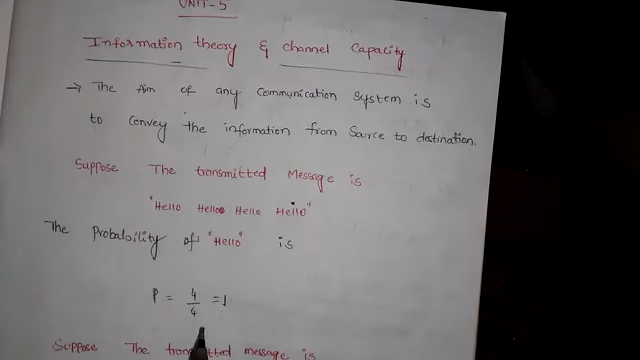 UNIT-5
Information theory & channel Capacity
→ The Aim of any Communication System is
to convey the information from Source to destination.
Suppose The transmitted Message is
"Hello Hello Hello Hello"
The Probability of "Hello" is
P = 4/4 = 1
Suppose The transmitted message is